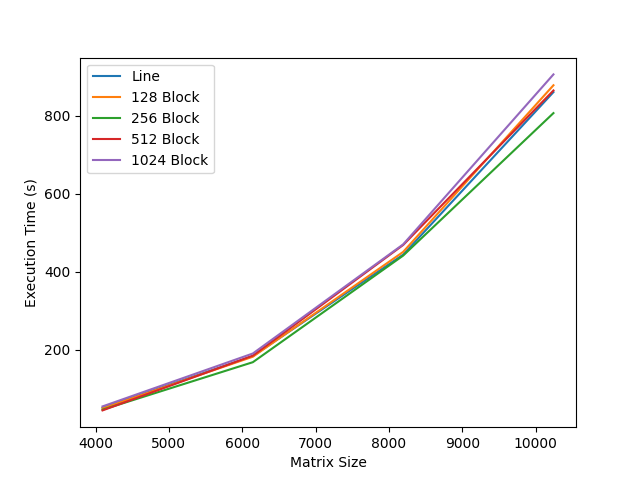 Line
128 Block
256 Block
512 Block
1024 Block
800
600
400
200
Execution Time (s)
4000 5000 6000 7000 8000 9000 10000
Matrix Size